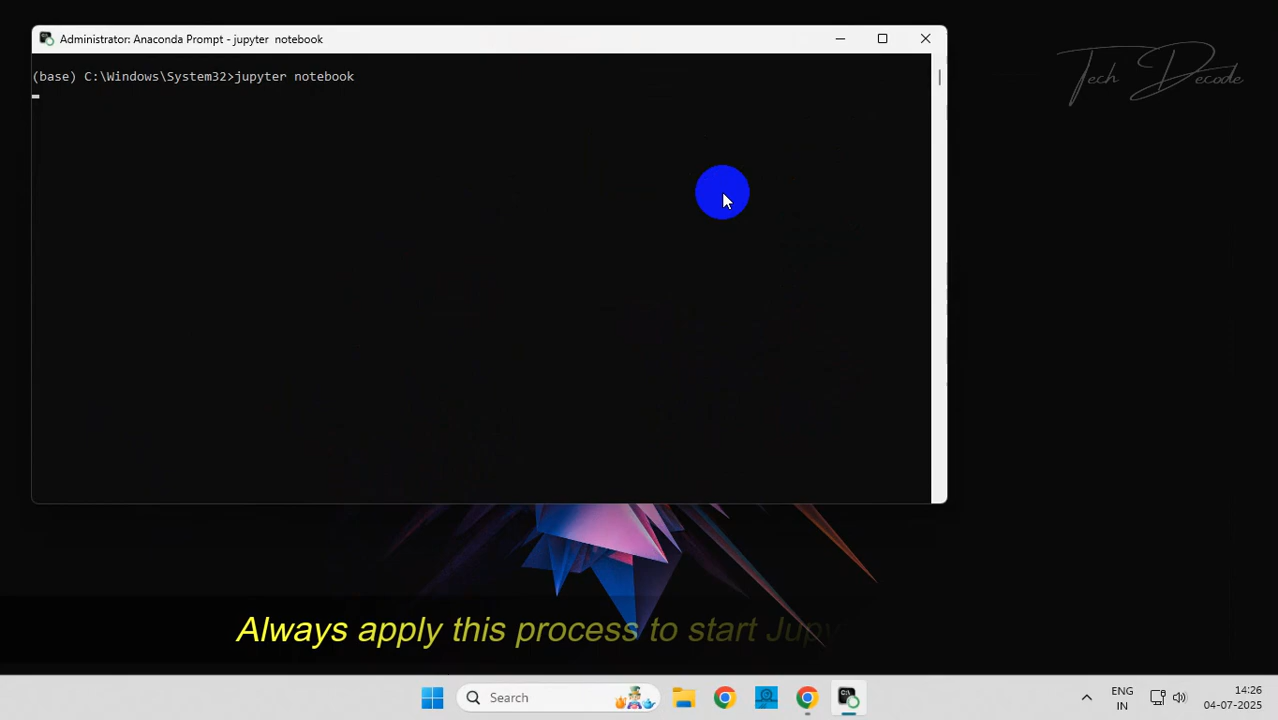 Administrator: Anaconda Prompt - jupyter notebook
Tech Decode
(base) C:\Windows\System32>jupyter notebook
Always apply this process to start Jupy
Search
ENG
IN
14:26
04-07-2025